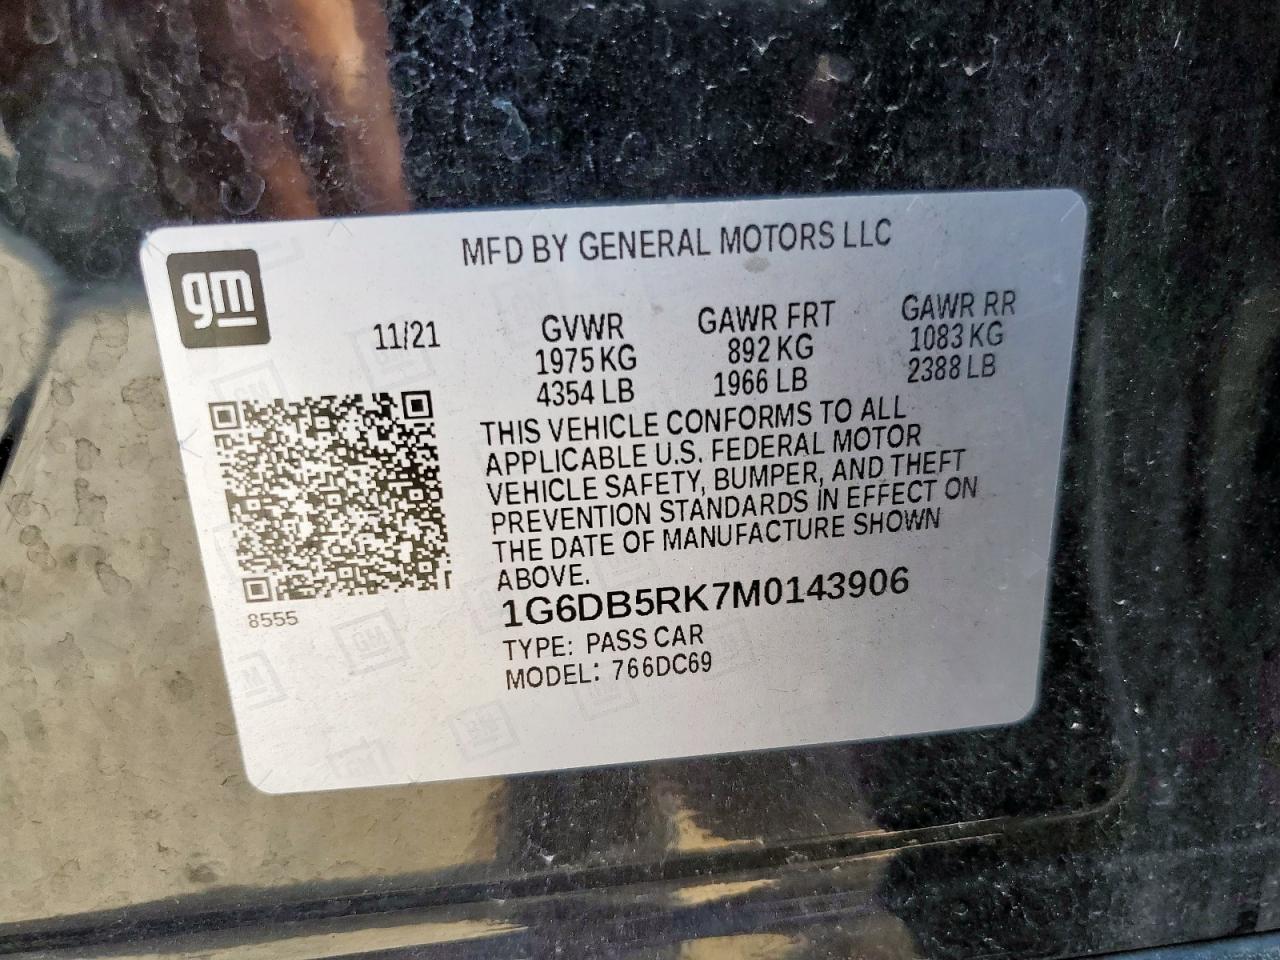 MFD BY GENERAL MOTORS LLC
gm
11/21
GVWR
1975 KG
4354 LB
GAWR FRT
892 KG
1966 LB
GAWR RR
1083 KG
2388 LB
THIS VEHICLE CONFORMS TO ALL
APPLICABLE U.S. FEDERAL MOTOR
VEHICLE SAFETY, BUMPER, AND THEFT
PREVENTION STANDARDS IN EFFECT ON
THE DATE OF MANUFACTURE SHOWN
ABOVE.
1G6DB5RK7M0143906
TYPE: PASS CAR
MODEL: 766DC69
8555